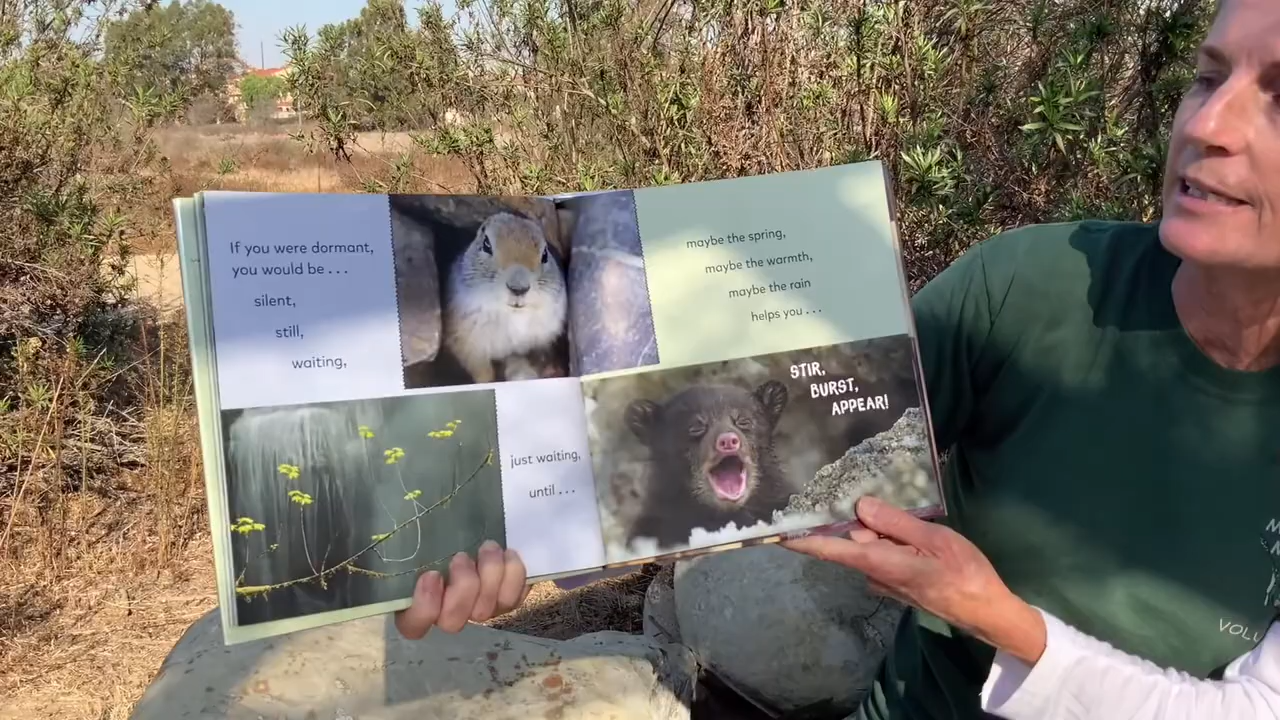 If you were dormant,
you would be . . .
silent,
still,
waiting,
just waiting,
until . . .
maybe the spring,
maybe the warmth,
maybe the rain
helps you . . .
STIR,
BURST,
APPEAR!